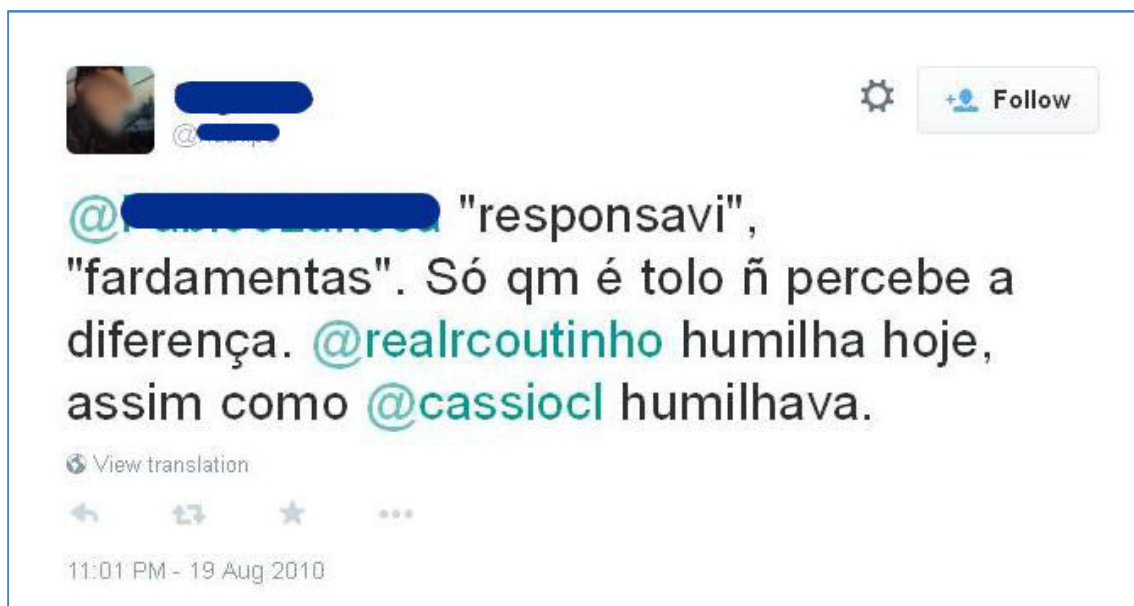 Follow
@
@ "responsavi",
"fardamentas". Só qm é tolo ñ percebe a
diferença. @realrcoutinho humilha hoje,
assim como @cassiocl humilhava.
View translation
11:01 PM - 19 Aug 2010